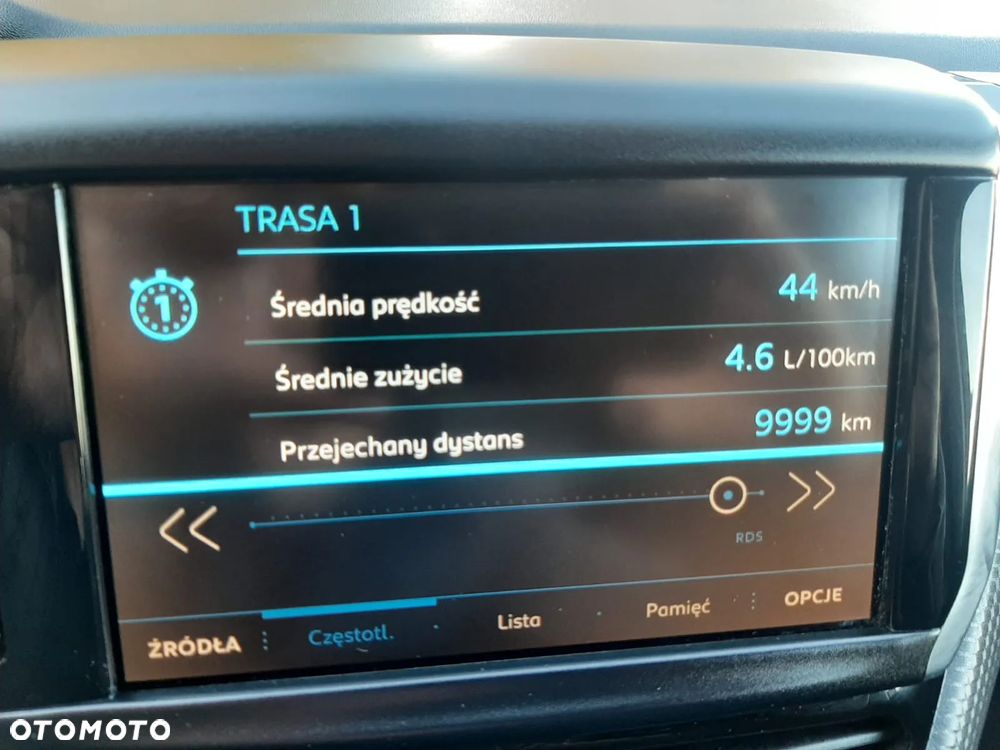 TRASA 1
1
Średnia prędkość 44 km/h
Średnie zużycie 4.6 L/100km
Przejechany dystans 9999 km
RDS
ŹRÓDŁA Częstotl. Lista Pamięć OPCJE
OTOMOTO